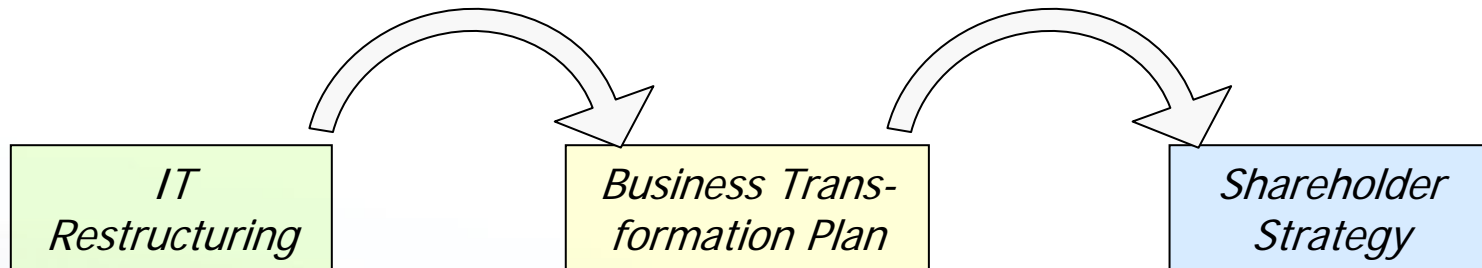 IT
Restructuring
Business Trans-
formation Plan
Shareholder
Strategy